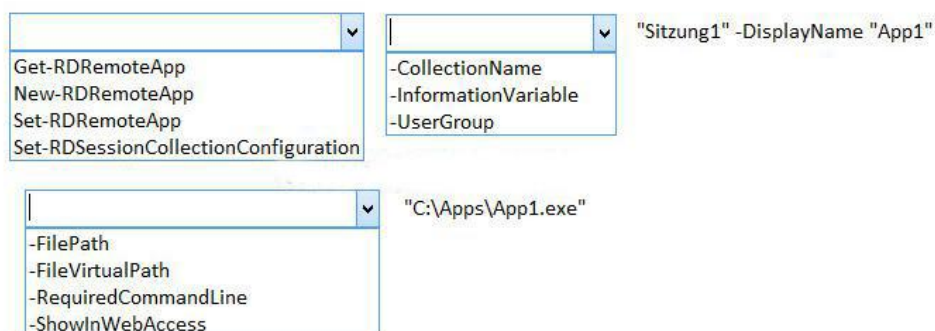 "Sitzung1" -DisplayName "App1"
Get-RDRemoteApp
New-RDRemoteApp
Set-RDRemoteApp
Set-RDSessionCollectionConfiguration
-CollectionName
-InformationVariable
-UserGroup
"C:\Apps\App1.exe"
-FilePath
-FileVirtualPath
-RequiredCommandLine
-ShowInWebAccess